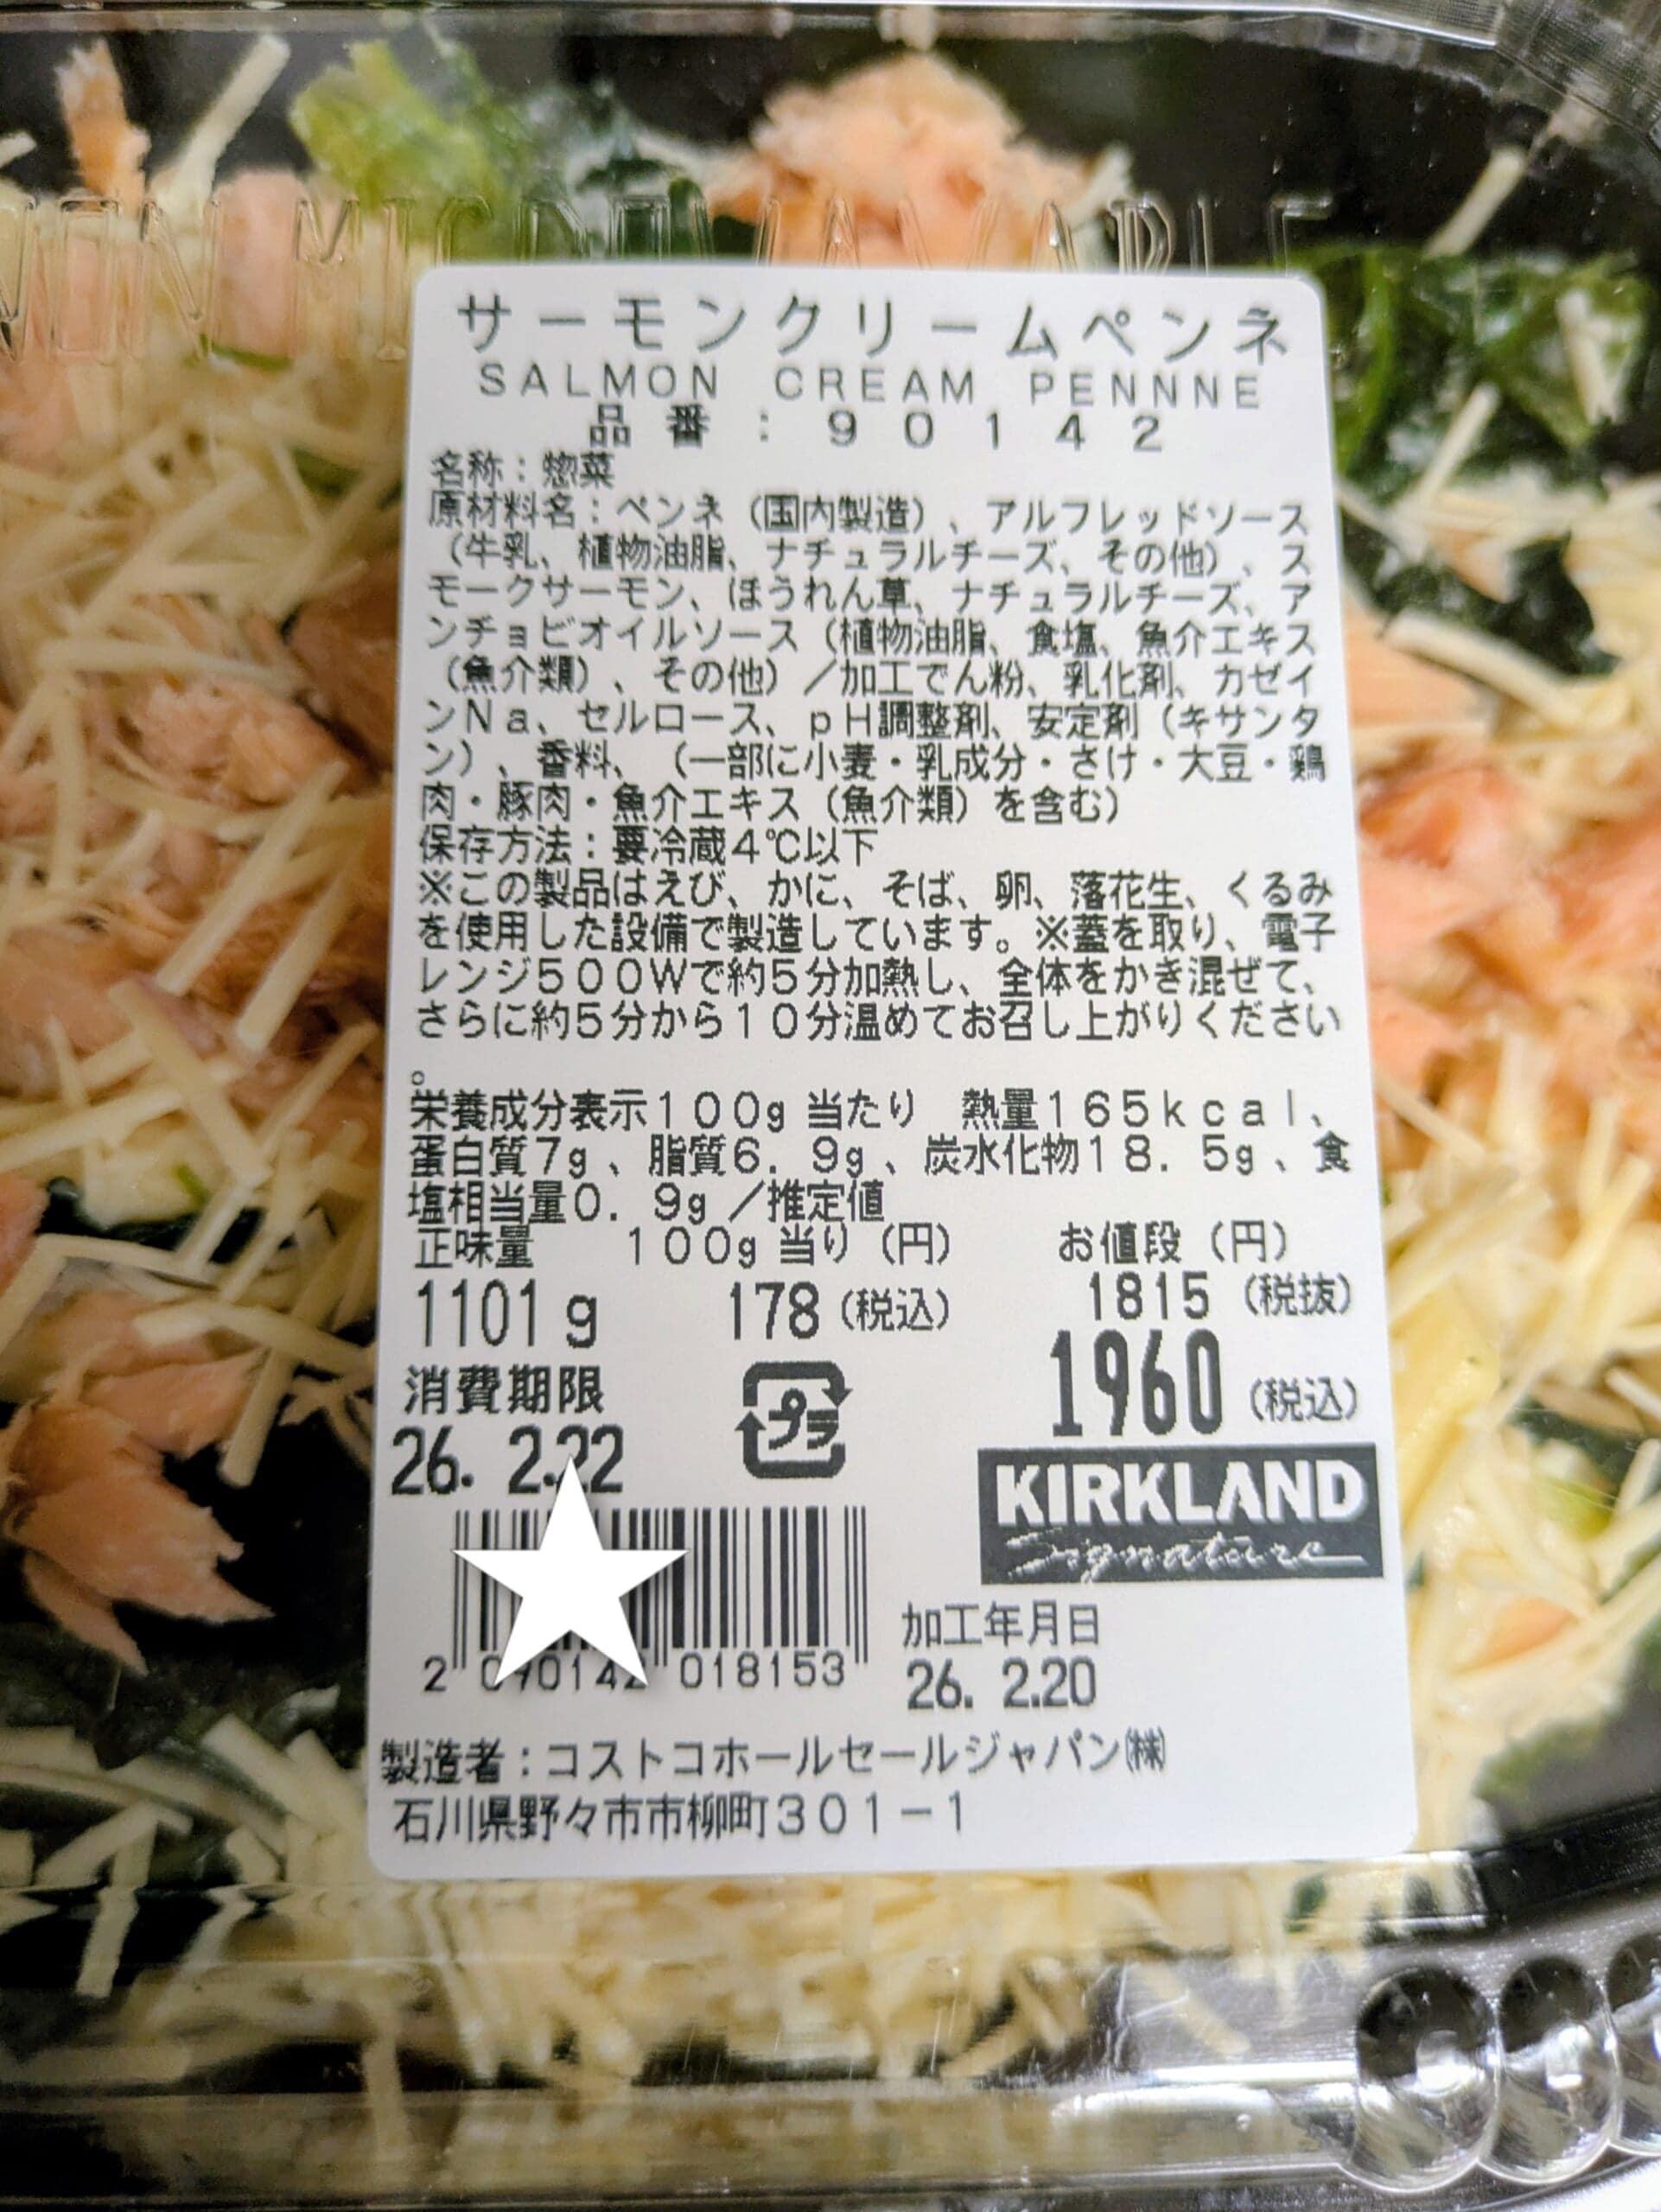 NON MICROWAVABLE
サーモンクリームペンネ
SALMON CREAM PENNNE
品番：90142
名称：惣菜
原材料名：ペンネ（国内製造）、アルフレッドソース
（牛乳、植物油脂、ナチュラルチーズ、その他）、ス
モークサーモン、ほうれん草、ナチュラルチーズ、ア
ンチョビオイルソース（植物油脂、食塩、魚介エキス
（魚介類）、その他）／加工でん粉、乳化剤、カゼイ
ンNa、セルロース、pH調整剤、安定剤（キサンタ
ン）、香料、（一部に小麦・乳成分・さけ・大豆・鶏
肉・豚肉・魚介エキス（魚介類）を含む）
保存方法：要冷蔵4℃以下
※この製品はえび、かに、そば、卵、落花生、くるみ
を使用した設備で製造しています。※蓋を取り、電子
レンジ500Wで約5分加熱し、全体をかき混ぜて、
さらに約5分から10分温めてお召し上がりください
。
栄養成分表示100g当たり 熱量165kcal、
蛋白質7g、脂質6.9g、炭水化物18.5g、食
塩相当量0.9g／推定値
正味量 100g当り（円） お値段（円）
1101g 178（税込） 1815（税抜）
1960（税込）
消費期限
26. 2.22
プラ
KIRKLAND
Signature
2 090142 018153
加工年月日
26. 2.20
製造者：コストコホールセールジャパン㈱
石川県野々市市柳町301－1